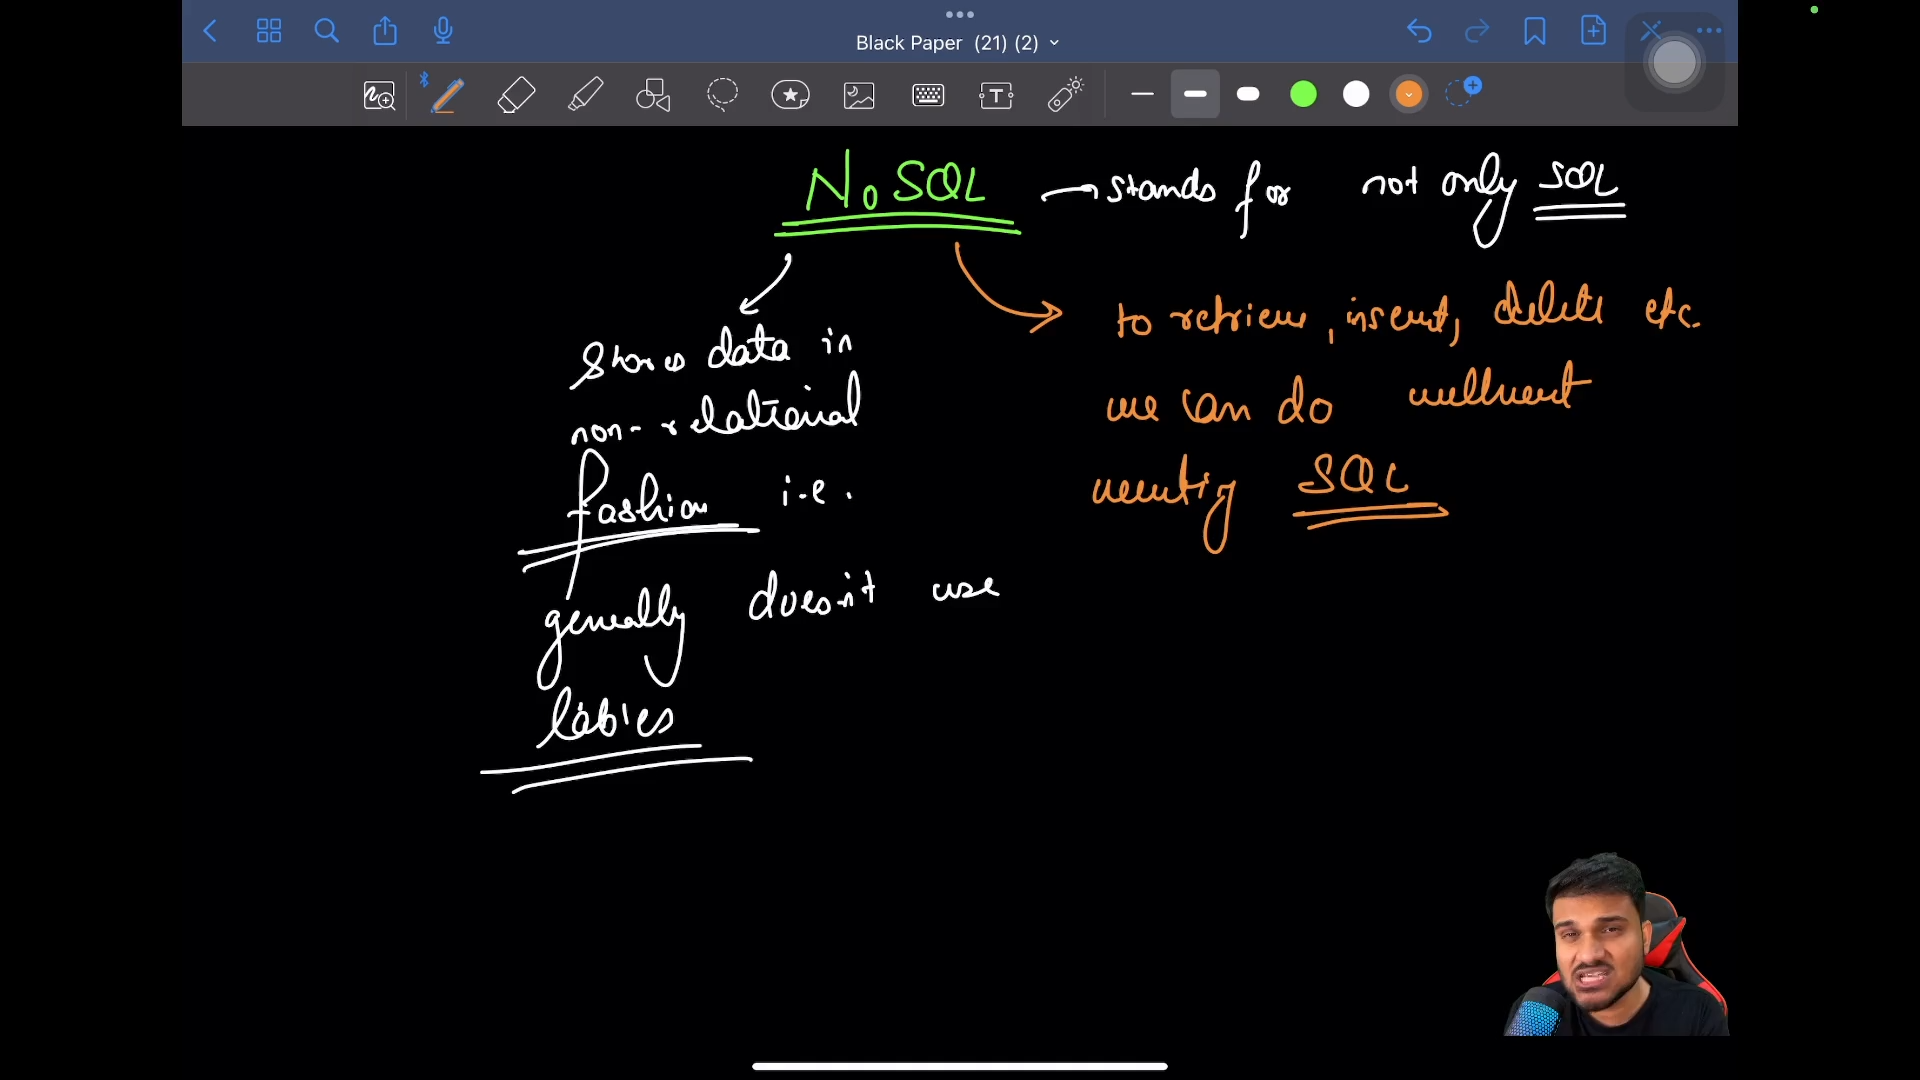 Black Paper (21) (2)
NoSQL → stands for not only SQL
Stores data in
non-relational
fashion i.e.
generally doesn't use
tables
to retrieve, insert, delete etc.
we can do without
writing SQL